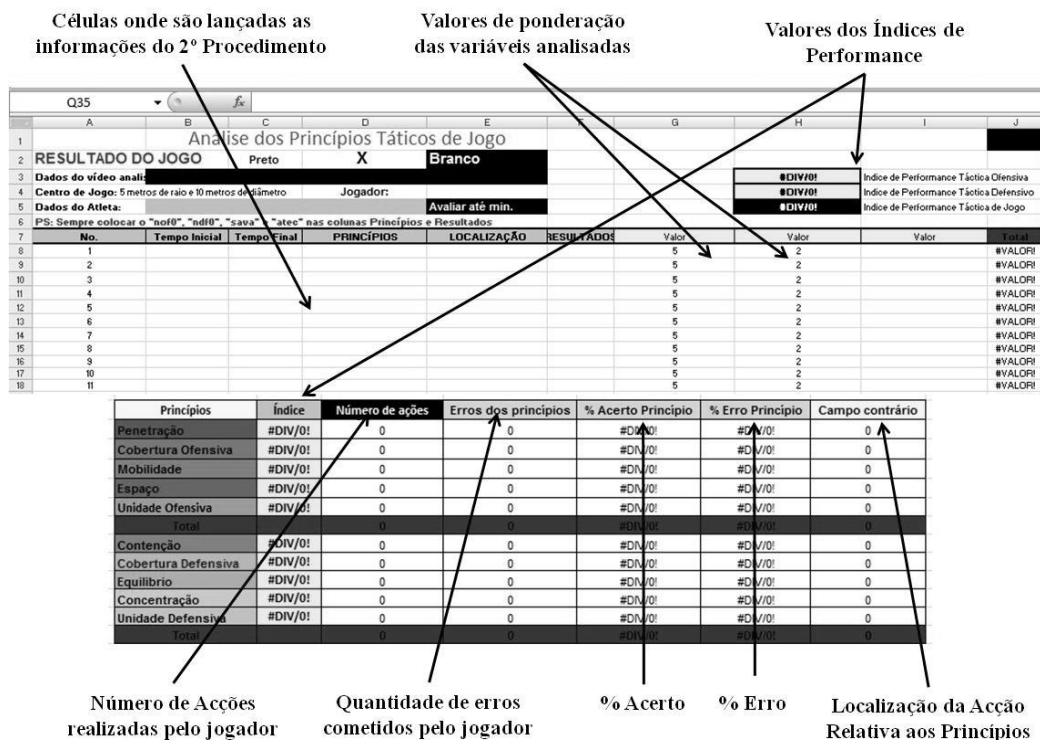 Células onde são lançadas as
informações do 2º Procedimento
Valores de ponderação
das variáveis analisadas
Valores dos Índices de
Performance
Q35 fx
A B C D E F G H I J
1 Análise dos Princípios Táticos de Jogo
2 RESULTADO DO JOGO Preto X Branco
3 Dados do vídeo analis #DIV/0! Indice de Performance Táctica Ofensiva
4 Centro de Jogo: 5 metros de raio e 10 metros de diâmetro Jogador: #DIV/0! Indice de Performance Táctica Defensivo
5 Dados do Atleta: Avaliar até min. #DIV/0! Indice de Performance Táctica de Jogo
6 PS: Sempre colocar o "nof0", "ndf0", "sava" e "atec" nas colunas Princípios e Resultados
7 No. Tempo Inicial Tempo Final PRINCÍPIOS LOCALIZAÇÃO RESULTADOS Valor Valor Valor Total
8 1 5 2 #VALOR!
9 2 5 2 #VALOR!
10 3 5 2 #VALOR!
11 4 5 2 #VALOR!
12 5 5 2 #VALOR!
13 6 5 2 #VALOR!
14 7 5 2 #VALOR!
15 8 5 2 #VALOR!
16 9 5 2 #VALOR!
17 10 5 2 #VALOR!
18 11 5 2 #VALOR!
Princípios Índice Número de ações Erros dos princípios % Acerto Principio % Erro Principio Campo contrário
Penetração #DIV/0! 0 0 #DIV/0! #DIV/0! 0
Cobertura Ofensiva #DIV/0! 0 0 #DIV/0! #DIV/0! 0
Mobilidade #DIV/0! 0 0 #DIV/0! #DIV/0! 0
Espaço #DIV/0! 0 0 #DIV/0! #DIV/0! 0
Unidade Ofensiva #DIV/0! 0 0 #DIV/0! #DIV/0! 0
Total 0 0 #DIV/0! #DIV/0! 0
Contenção #DIV/0! 0 0 #DIV/0! #DIV/0! 0
Cobertura Defensiva #DIV/0! 0 0 #DIV/0! #DIV/0! 0
Equilibrio #DIV/0! 0 0 #DIV/0! #DIV/0! 0
Concentração #DIV/0! 0 0 #DIV/0! #DIV/0! 0
Unidade Defensiva #DIV/0! 0 0 #DIV/0! #DIV/0! 0
Total 0 0 #DIV/0! #DIV/0! 0
Número de Acções
realizadas pelo jogador
Quantidade de erros
cometidos pelo jogador
% Acerto
% Erro
Localização da Acção
Relativa aos Princípios